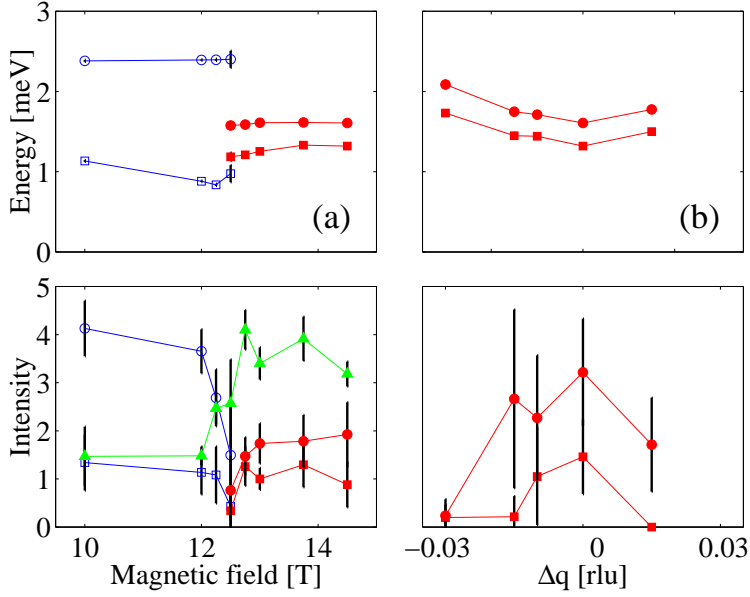 3
2
1
0
Energy [meV]
(a)
(b)
5
4
3
2
1
0
Intensity
10
12
14
Magnetic field [T]
−0.03
0
0.03
Δq [rlu]